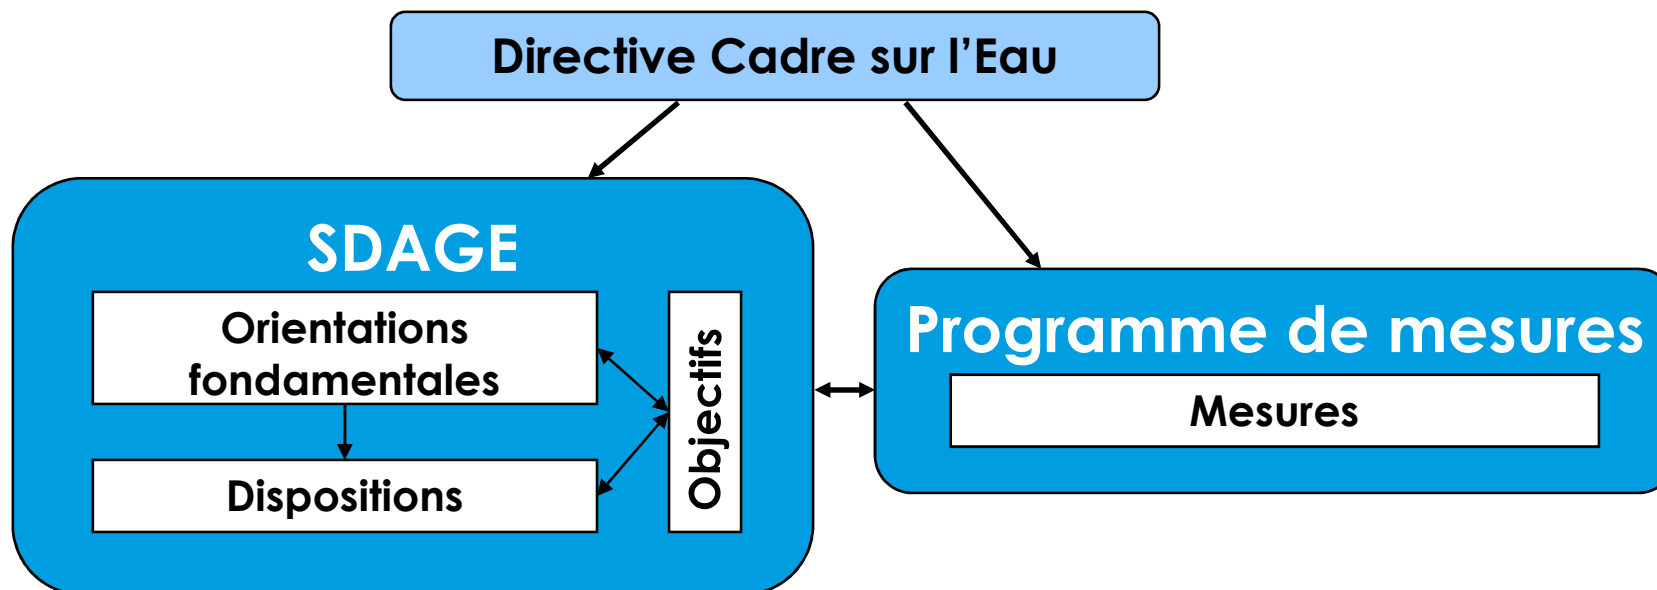 Directive Cadre sur l’Eau
SDAGE
Orientations
fondamentales
Dispositions
Objectifs
Programme de mesures
Mesures